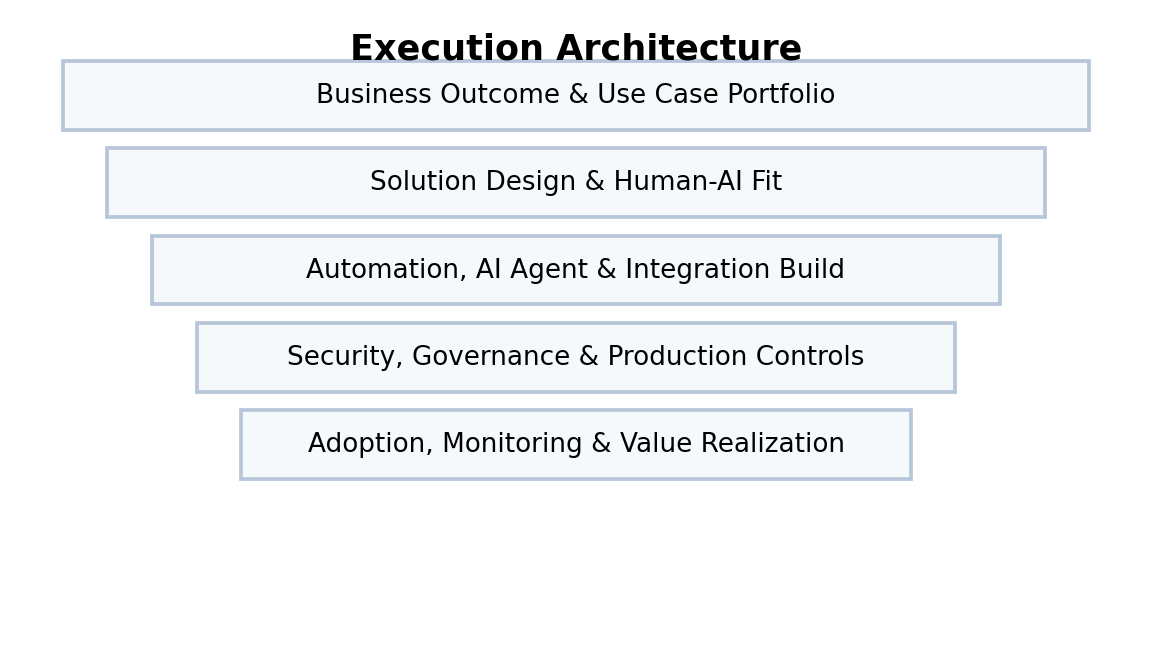 Execution Architecture
Business Outcome & Use Case Portfolio
Solution Design & Human-AI Fit
Automation, AI Agent & Integration Build
Security, Governance & Production Controls
Adoption, Monitoring & Value Realization